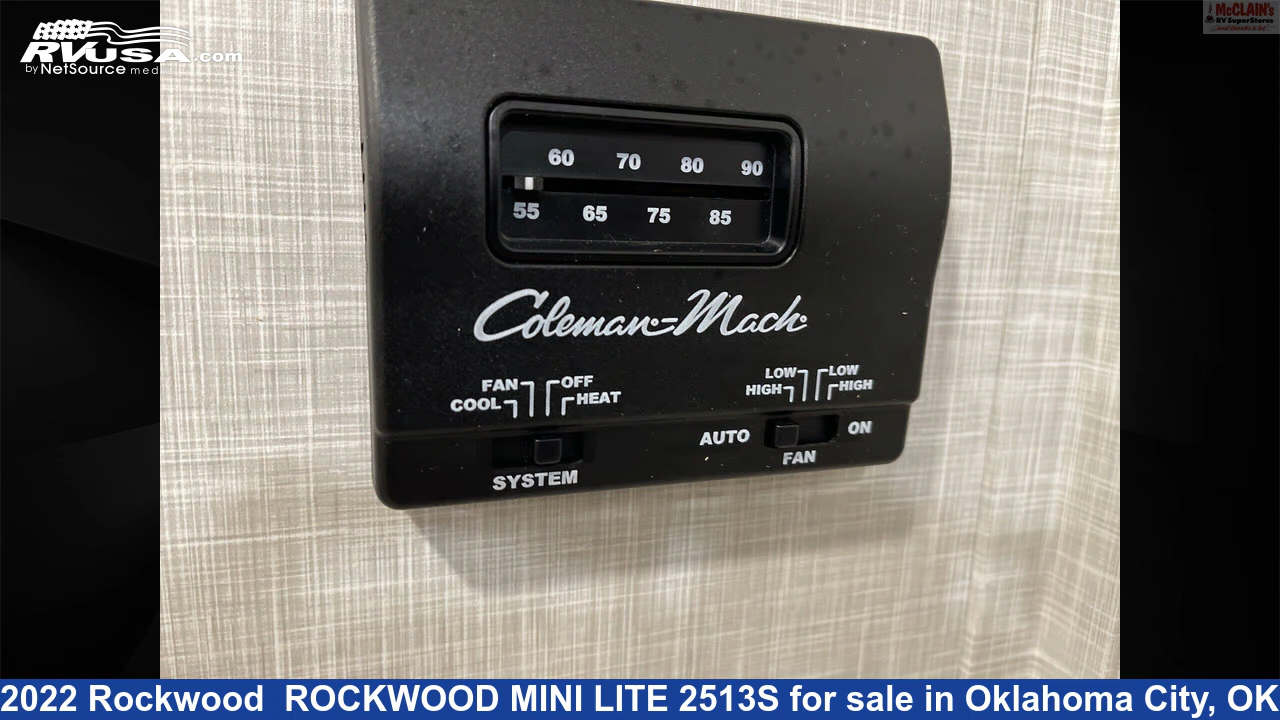 RVUSA.com
by NetSource media
McCLAIN's
RV SuperStores
60 70 80 90
55 65 75 85
Coleman-Mach
FAN OFF
COOL HEAT
SYSTEM
LOW LOW
HIGH HIGH
AUTO ON
FAN
2022 Rockwood ROCKWOOD MINI LITE 2513S for sale in Oklahoma City, OK